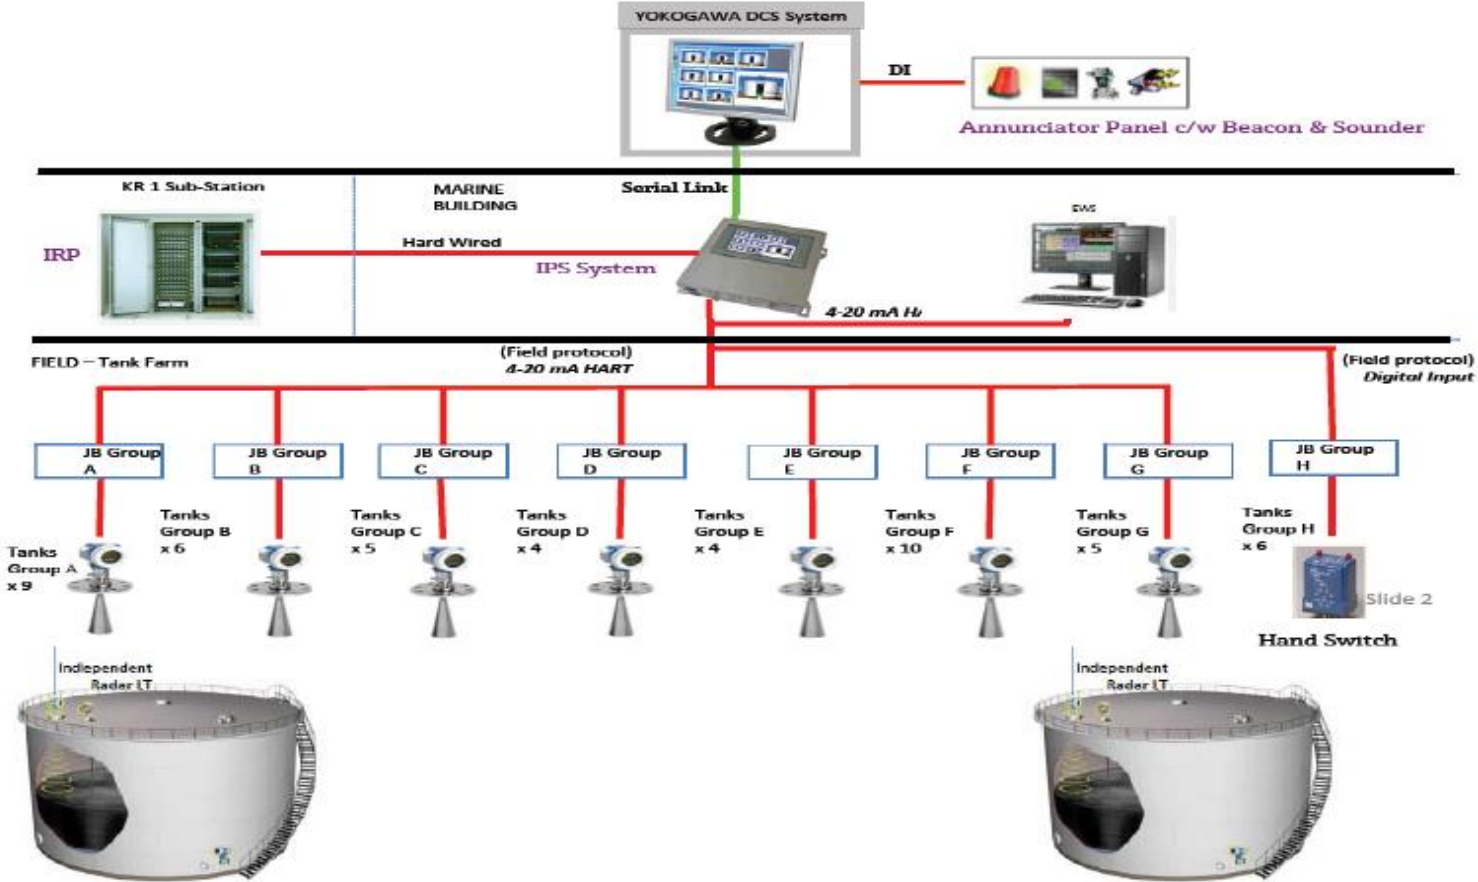 YOKOGAWA DCS System
DI
Annunciator Panel c/w Beacon & Sounder
KR 1 Sub-Station
MARINE
BUILDING
Serial Link
EWS
IRP
Hard Wired
IPS System
4-20 mA H
FIELD – Tank Farm
(Field protocol)
4-20 mA HART
(Field protocol)
Digital Input
JB Group
A
JB Group
B
JB Group
C
JB Group
D
JB Group
E
JB Group
F
JB Group
G
JB Group
H
Tanks
Group A
x 9
Tanks
Group B
x 6
Tanks
Group C
x 5
Tanks
Group D
x 4
Tanks
Group E
x 4
Tanks
Group F
x 10
Tanks
Group G
x 5
Tanks
Group H
x 6
Slide 2
Hand Switch
Independent
Radar LT
Independent
Radar LT